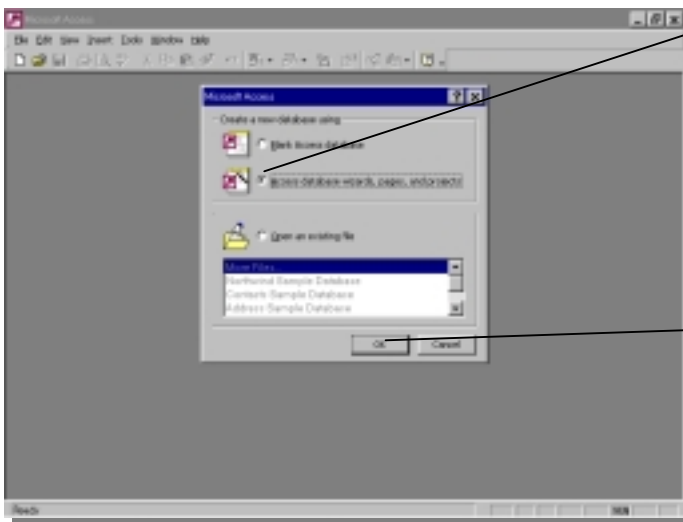 Microsoft Access
File Edit View Insert Tools Window Help
Microsoft Access
Create a new database using
Blank Access database
Access database wizards, pages, and projects
Open an existing file
More Files...
Northwind Sample Database
Contacts Sample Database
Address Sample Database
OK Cancel
Ready NUM